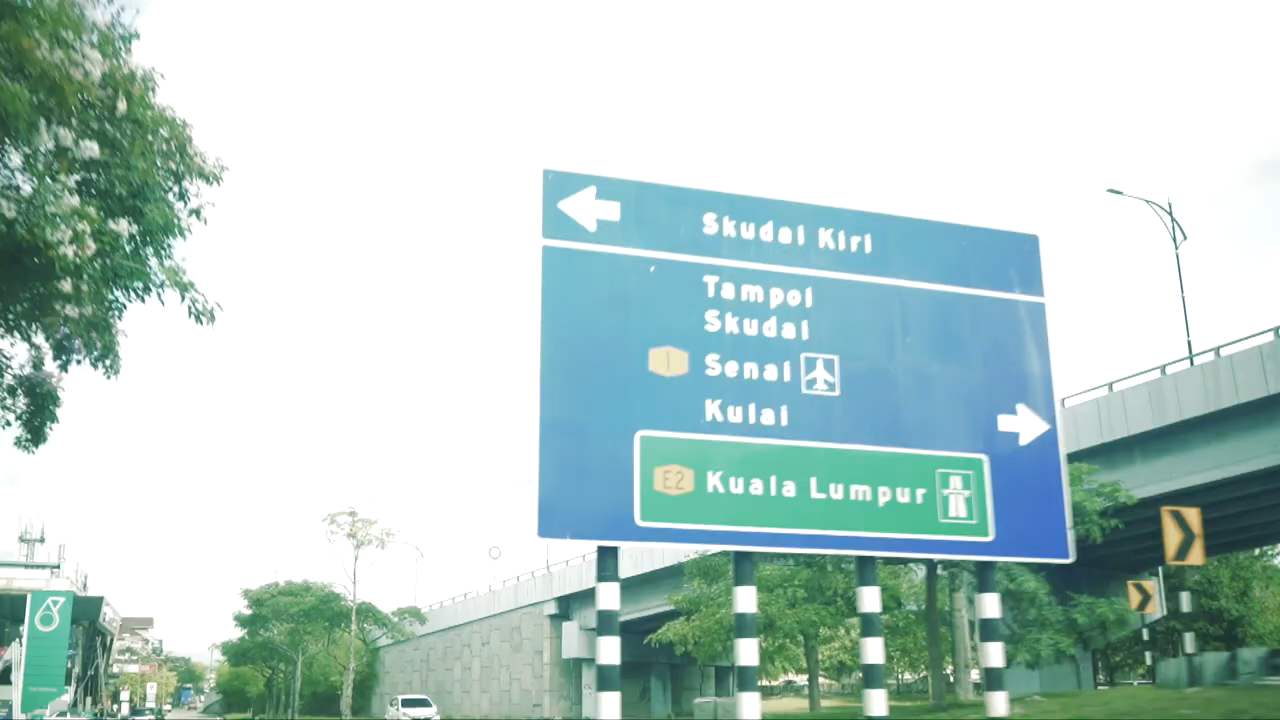 Skudai Kiri
Tampoi
Skudai
1 Senai
Kulai
E2 Kuala Lumpur